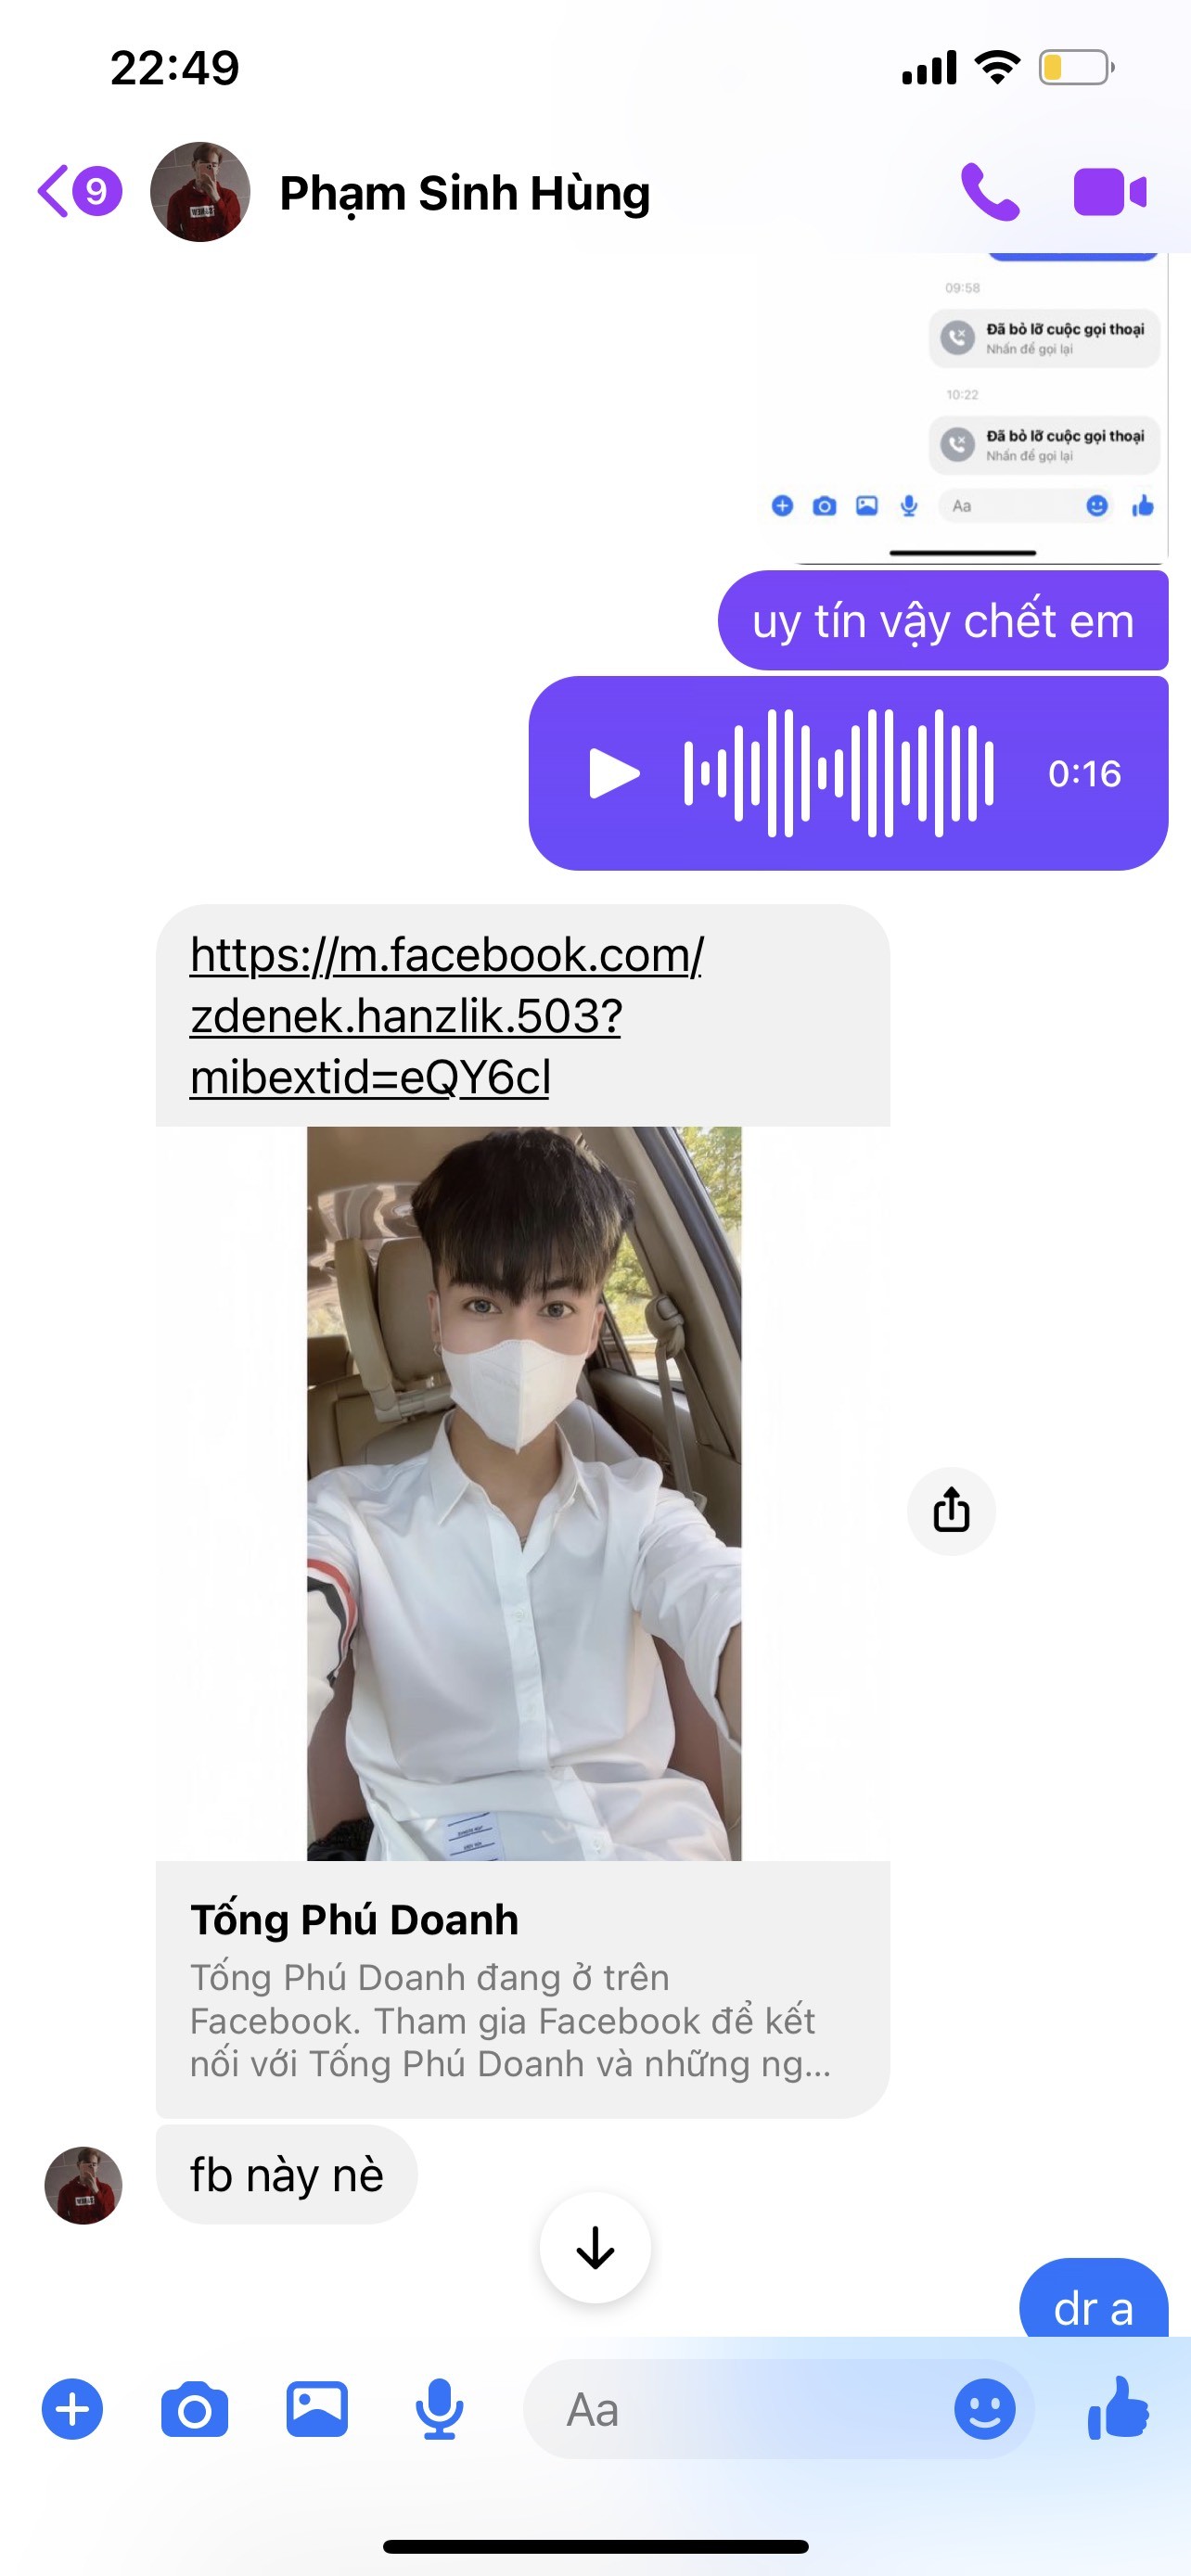 22:49
9
Phạm Sinh Hùng
09:58
Đã bỏ lỡ cuộc gọi thoại
Nhấn để gọi lại
10:22
Đã bỏ lỡ cuộc gọi thoại
Nhấn để gọi lại
Aa
uy tín vậy chết em
0:16
https://m.facebook.com/
zdenek.hanzlik.503?
mibextid=eQY6cl
Tống Phú Doanh
Tống Phú Doanh đang ở trên
Facebook. Tham gia Facebook để kết
nối với Tống Phú Doanh và những ng...
fb này nè
dr a
Aa